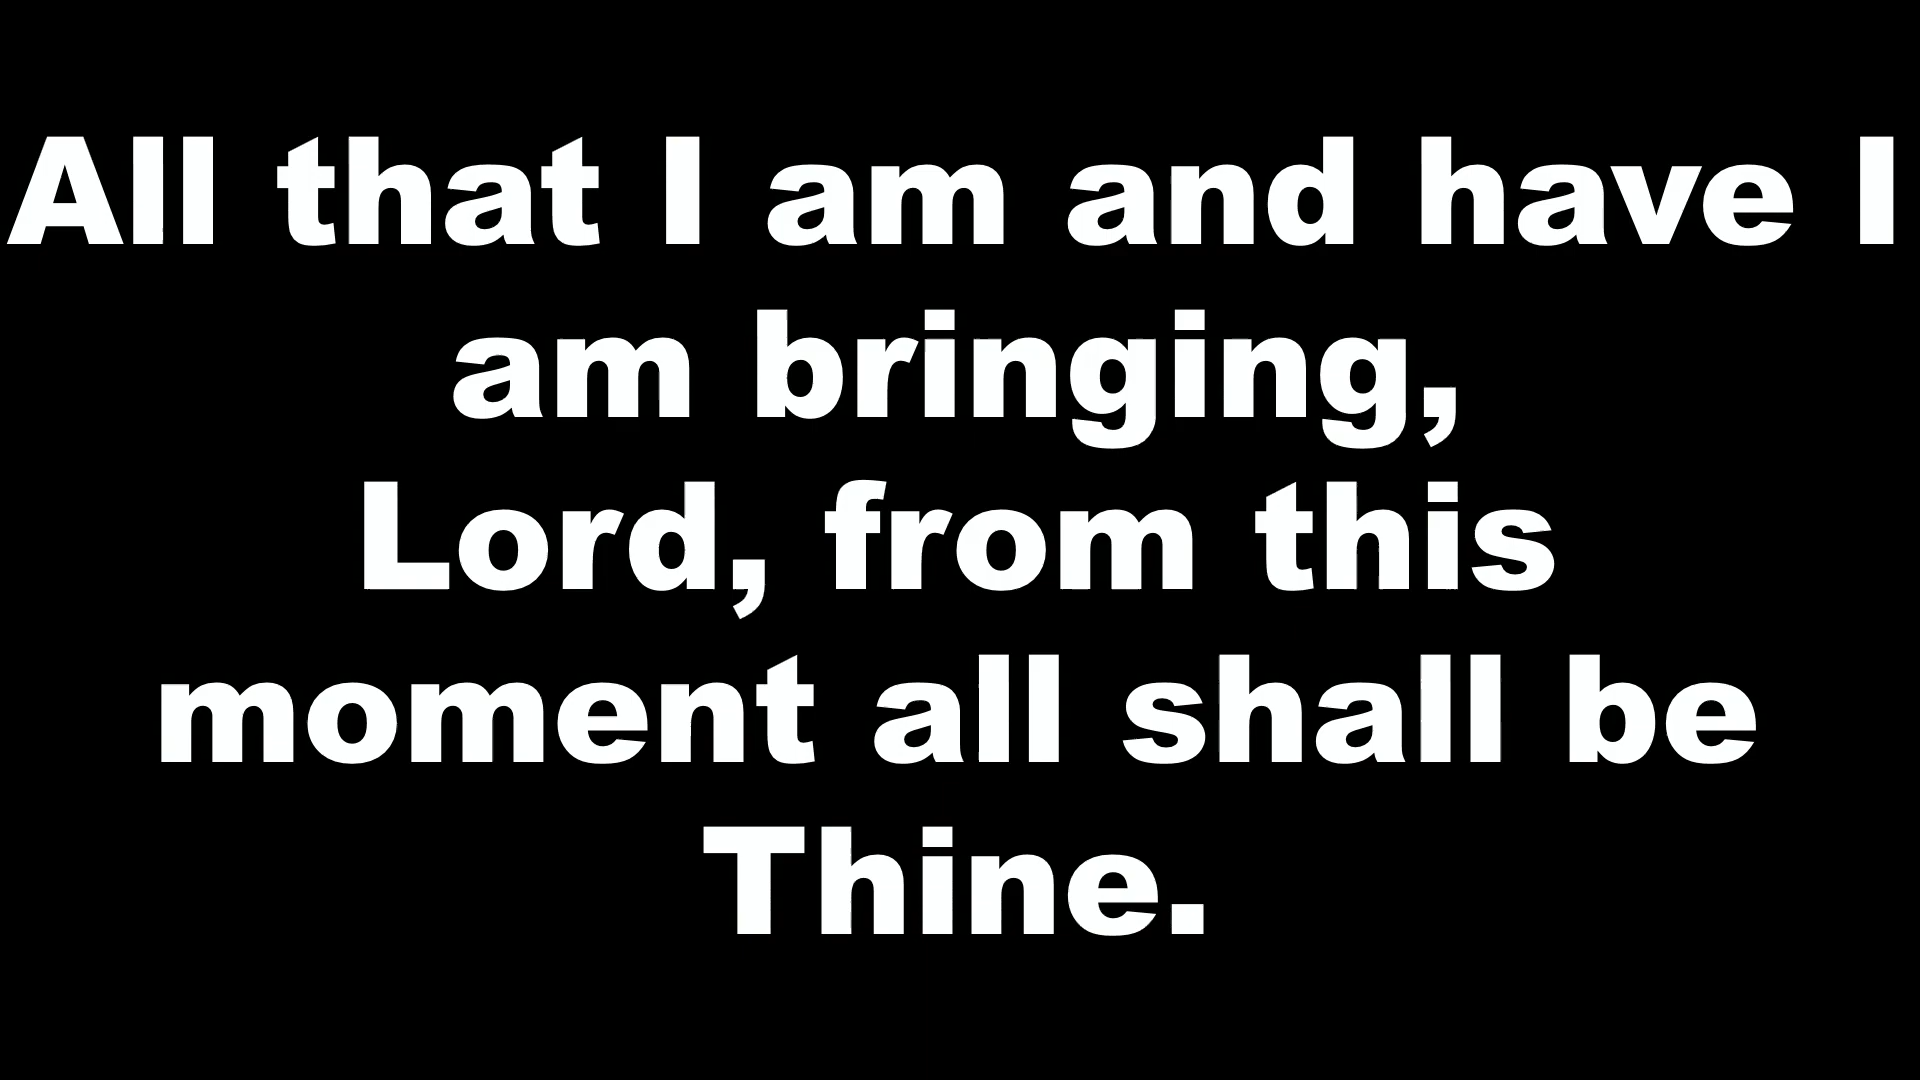 All that I am and have I
am bringing,
Lord, from this
moment all shall be
Thine.